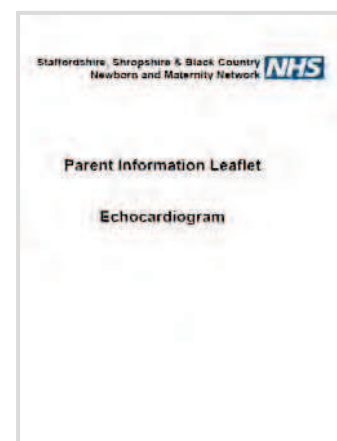 Staffordshire, Shropshire & Black Country
Newborn and Maternity Network NHS
Parent Information Leaflet
Echocardiogram